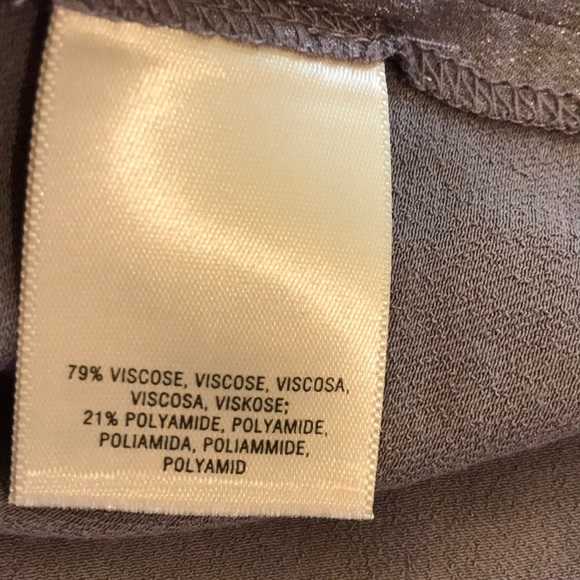 79% VISCOSE, VISCOSE, VISCOSA,
VISCOSA, VISKOSE;
21% POLYAMIDE, POLYAMIDE,
POLIAMIDA, POLIAMMIDE,
POLYAMID